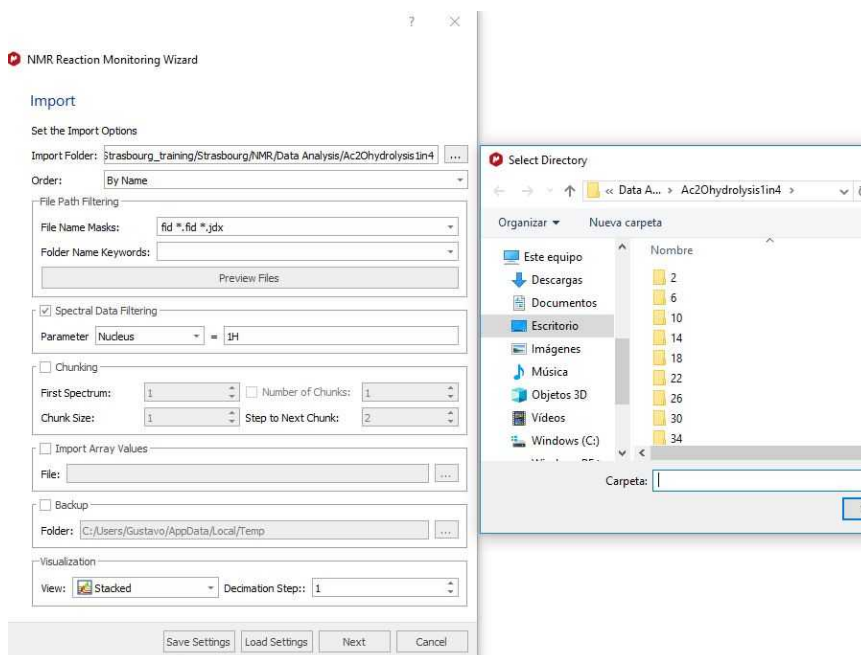 ? ×
NMR Reaction Monitoring Wizard
Import
Set the Import Options
Import Folder: Strasbourg_training/Strasbourg/NMR/Data Analysis/Ac2Ohydrolysis1in4 ...
Order: By Name
File Path Filtering
File Name Masks: fid *.fid *.jdx
Folder Name Keywords:
Preview Files
Spectral Data Filtering
Parameter Nucleus = 1H
Chunking
First Spectrum: 1 Number of Chunks: 1
Chunk Size: 1 Step to Next Chunk: 2
Import Array Values
File: ...
Backup
Folder: C:/Users/Gustavo/AppData/Local/Temp ...
Visualization
View: Stacked Decimation Step:: 1
Save Settings Load Settings Next Cancel
Select Directory
« Data A... › Ac2Ohydrolysis1in4 ›
Organizar Nueva carpeta
Este equipo
Descargas
Documentos
Escritorio
Imágenes
Música
Objetos 3D
Vídeos
Windows (C:)
Nombre
2
6
10
14
18
22
26
30
34
Carpeta: